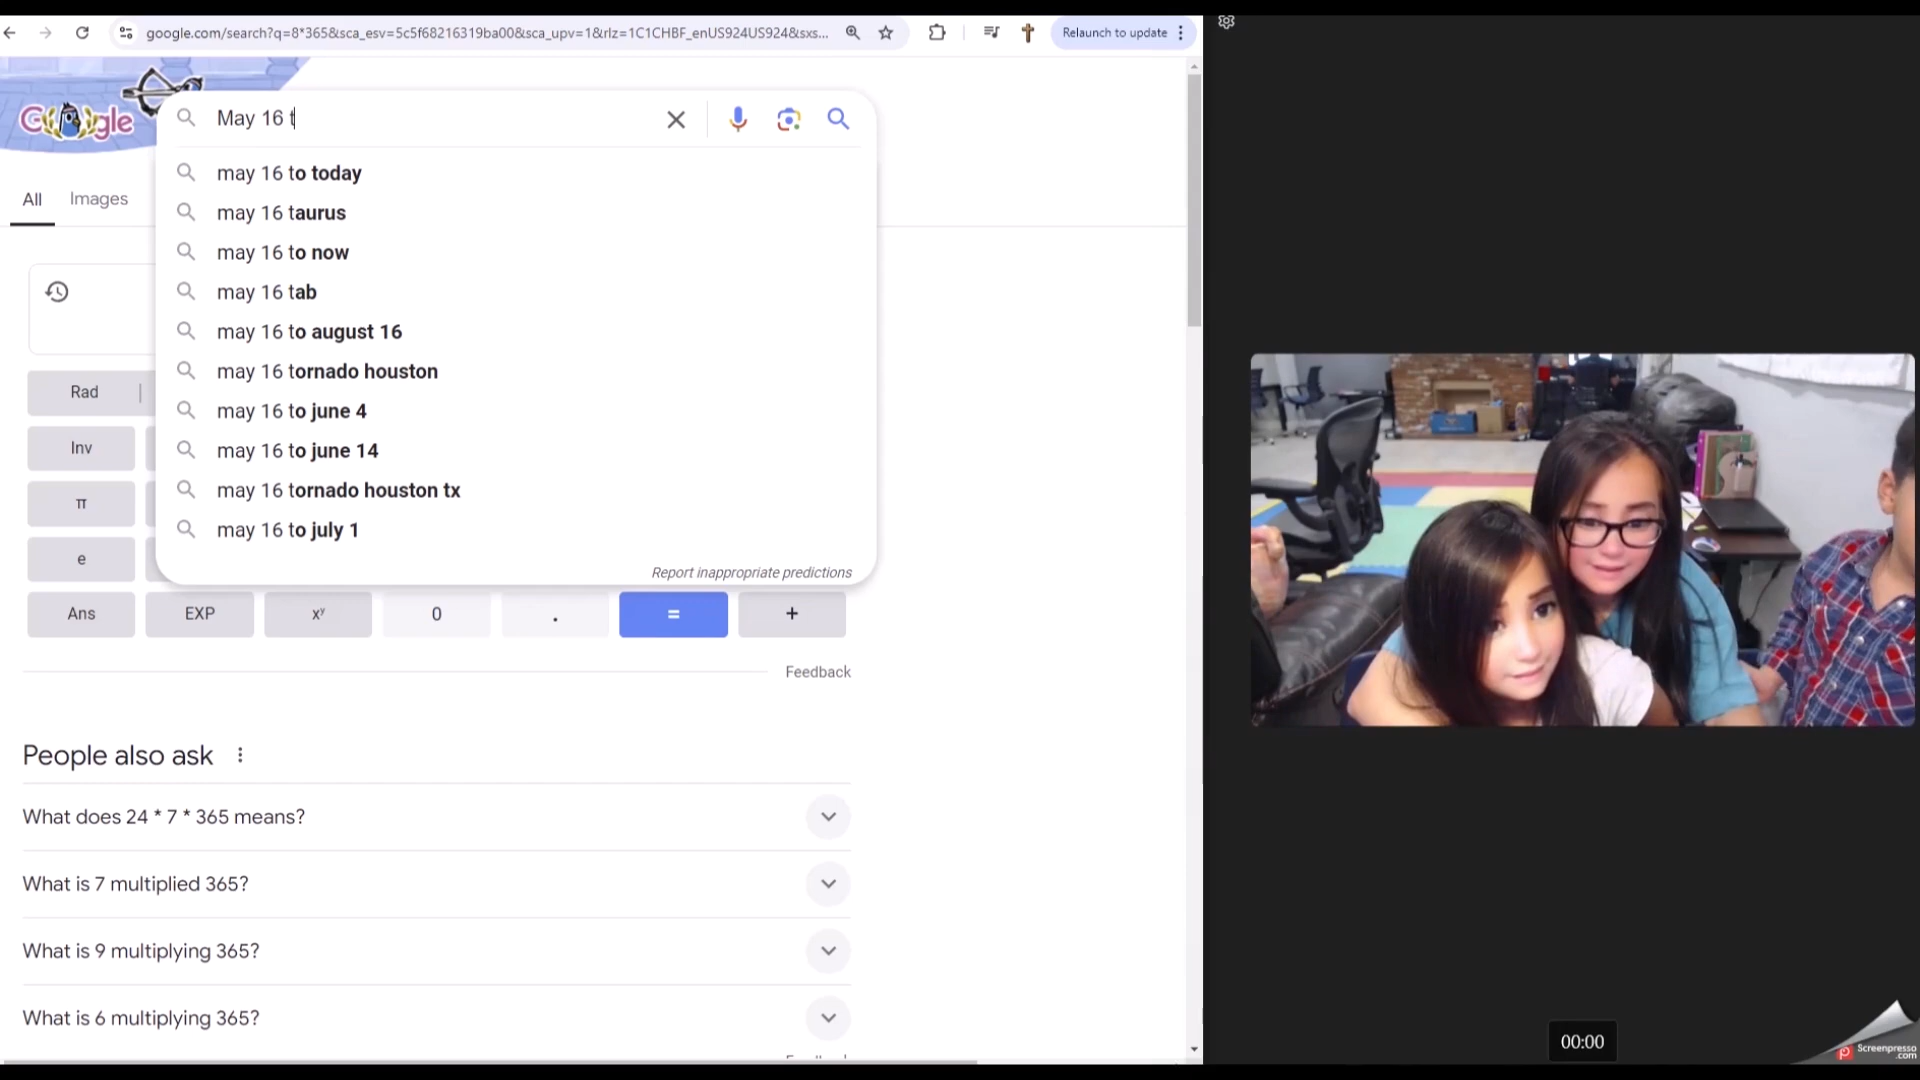 google.com/search?q=8*365&sca_esv=5c5f68216319ba00&sca_upv=1&rlz=1C1CHBF_enUS924US924&sxs...
Relaunch to update
Google
May 16 t
may 16 to today
may 16 taurus
may 16 to now
may 16 tab
may 16 to august 16
may 16 tornado houston
may 16 to june 4
may 16 to june 14
may 16 tornado houston tx
may 16 to july 1
Report inappropriate predictions
All
Images
Rad
Inv
π
e
Ans
EXP
xʸ
0
.
=
+
Feedback
People also ask
What does 24 * 7 * 365 means?
What is 7 multiplied 365?
What is 9 multiplying 365?
What is 6 multiplying 365?
00:00
Screenpresso
.com